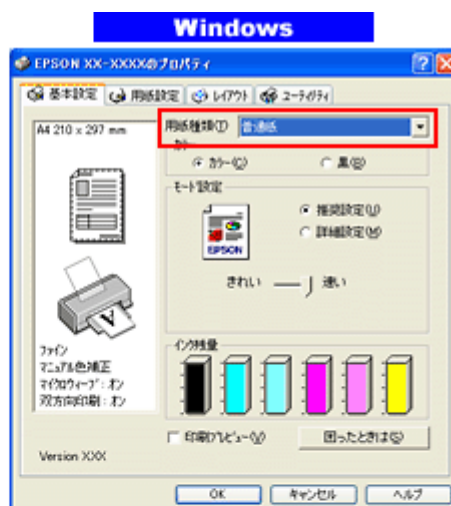 Windows
EPSON XX-XXXXのプロパティ
基本設定 用紙設定 レイアウト ユーティリティ
A4 210 x 297 mm
用紙種類(T) 普通紙
カラー
カラー(C) 黒(B)
モード設定
推奨設定(U)
詳細設定(M)
EPSON
きれい 速い
A
ファイン
マニュアル色補正
マイクロウィーブ：オン
双方向印刷：オン
インク残量
印刷プレビュー(V) 困ったときは(S)
Version XXX
OK キャンセル ヘルプ